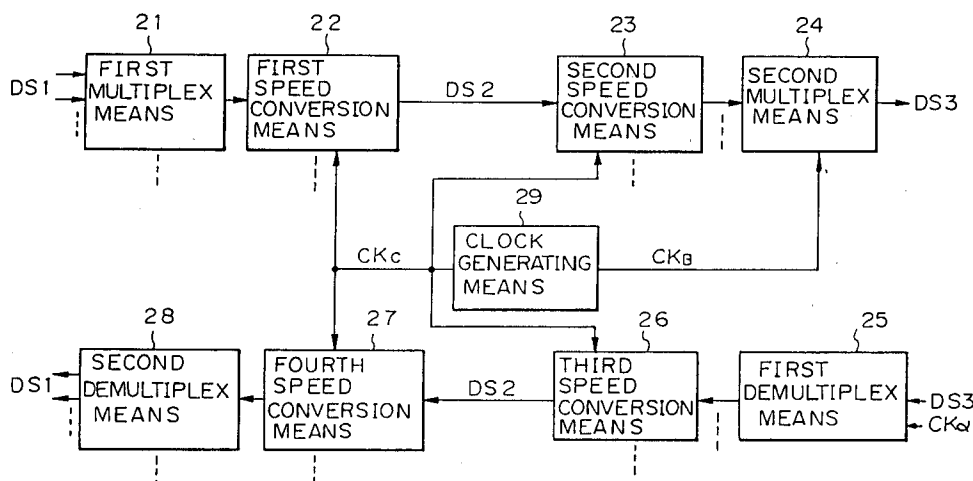 21
22
23
24
DS1
FIRST
MULTIPLEX
MEANS
FIRST
SPEED
CONVERSION
MEANS
DS2
SECOND
SPEED
CONVERSION
MEANS
SECOND
MULTIPLEX
MEANS
DS3
29
CKc
CLOCK
GENERATING
MEANS
CKB
28
27
26
25
DS1
SECOND
DEMULTIPLEX
MEANS
FOURTH
SPEED
CONVERSION
MEANS
DS2
THIRD
SPEED
CONVERSION
MEANS
FIRST
DEMULTIPLEX
MEANS
DS3
CKα